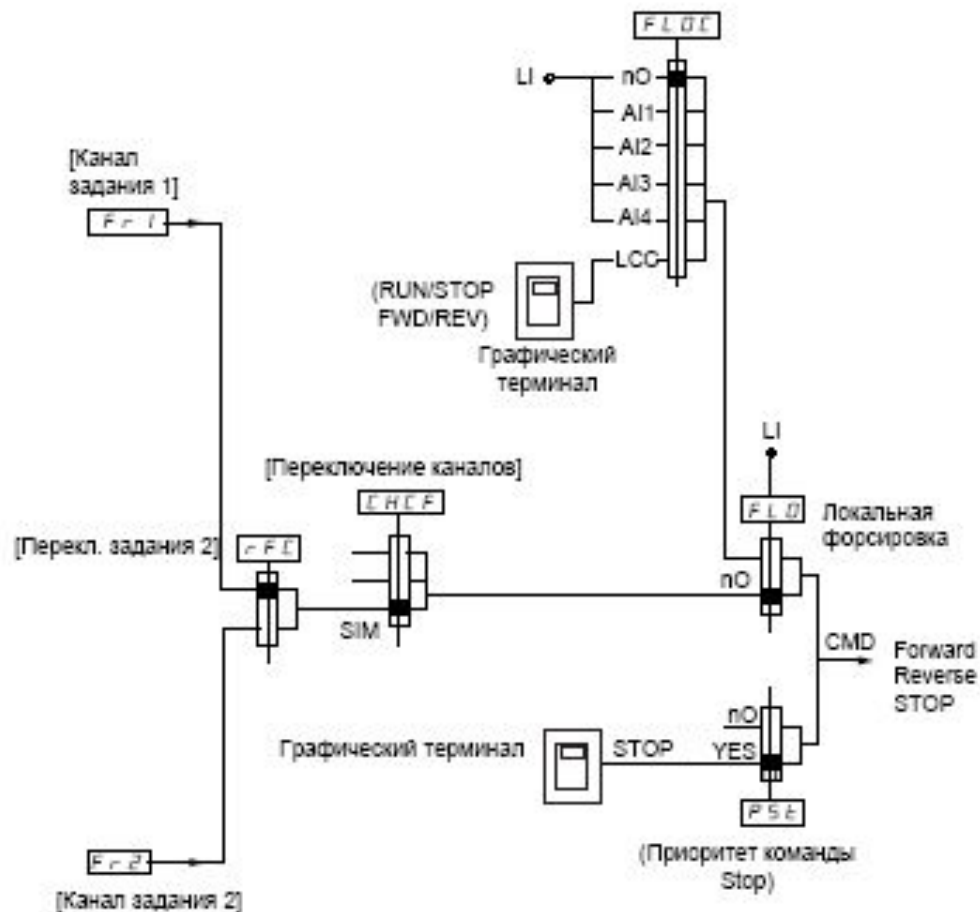 FLOC
LI
nO
AI1
AI2
AI3
AI4
LCC
[Канал
задания 1]
Fr1
(RUN/STOP
FWD/REV)
Графический
терминал
LI
[Переключение каналов]
CHCF
FLO
Локальная
форсировка
[Перекл. задания 2]
rFC
nO
SIM
CMD
Forward
Reverse
STOP
nO
Графический терминал
STOP
YES
PSt
(Приоритет команды
Stop)
Fr2
[Канал задания 2]